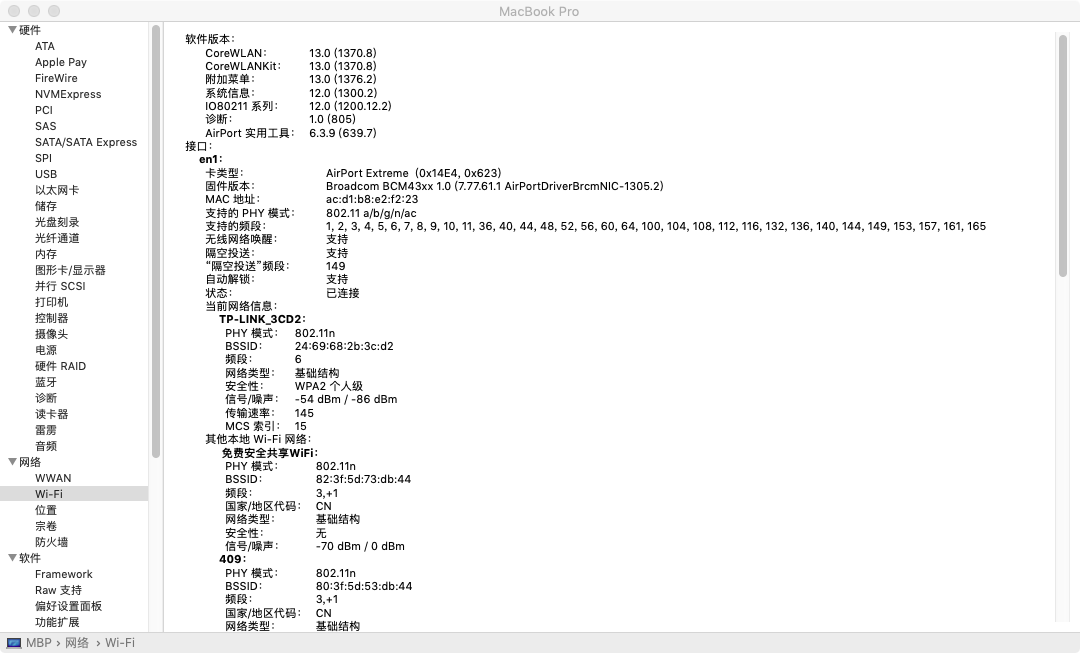 MacBook Pro
硬件
ATA
Apple Pay
FireWire
NVMExpress
PCI
SAS
SATA/SATA Express
SPI
USB
以太网卡
储存
光盘刻录
光纤通道
内存
图形卡/显示器
并行 SCSI
打印机
控制器
摄像头
电源
硬件 RAID
蓝牙
诊断
读卡器
雷雳
音频
网络
WWAN
Wi-Fi
位置
宗卷
防火墙
软件
Framework
Raw 支持
偏好设置面板
功能扩展
软件版本:
CoreWLAN: 13.0 (1370.8)
CoreWLANKit: 13.0 (1370.8)
附加菜单: 13.0 (1376.2)
系统信息: 12.0 (1300.2)
IO80211 系列: 12.0 (1200.12.2)
诊断: 1.0 (805)
AirPort 实用工具: 6.3.9 (639.7)
接口:
en1:
卡类型: AirPort Extreme (0x14E4, 0x623)
固件版本: Broadcom BCM43xx 1.0 (7.77.61.1 AirPortDriverBrcmNIC-1305.2)
MAC 地址: ac:d1:b8:e2:f2:23
支持的 PHY 模式: 802.11 a/b/g/n/ac
支持的频段: 1, 2, 3, 4, 5, 6, 7, 8, 9, 10, 11, 36, 40, 44, 48, 52, 56, 60, 64, 100, 104, 108, 112, 116, 132, 136, 140, 144, 149, 153, 157, 161, 165
无线网络唤醒: 支持
隔空投送: 支持
“隔空投送”频段: 149
自动解锁: 支持
状态: 已连接
当前网络信息:
TP-LINK_3CD2:
PHY 模式: 802.11n
BSSID: 24:69:68:2b:3c:d2
频段: 6
网络类型: 基础结构
安全性: WPA2 个人级
信号/噪声: -54 dBm / -86 dBm
传输速率: 145
MCS 索引: 15
其他本地 Wi-Fi 网络:
免费安全共享WiFi:
PHY 模式: 802.11n
BSSID: 82:3f:5d:73:db:44
频段: 3,+1
国家/地区代码: CN
网络类型: 基础结构
安全性: 无
信号/噪声: -70 dBm / 0 dBm
409:
PHY 模式: 802.11n
BSSID: 80:3f:5d:53:db:44
频段: 3,+1
国家/地区代码: CN
网络类型: 基础结构
MBP › 网络 › Wi-Fi